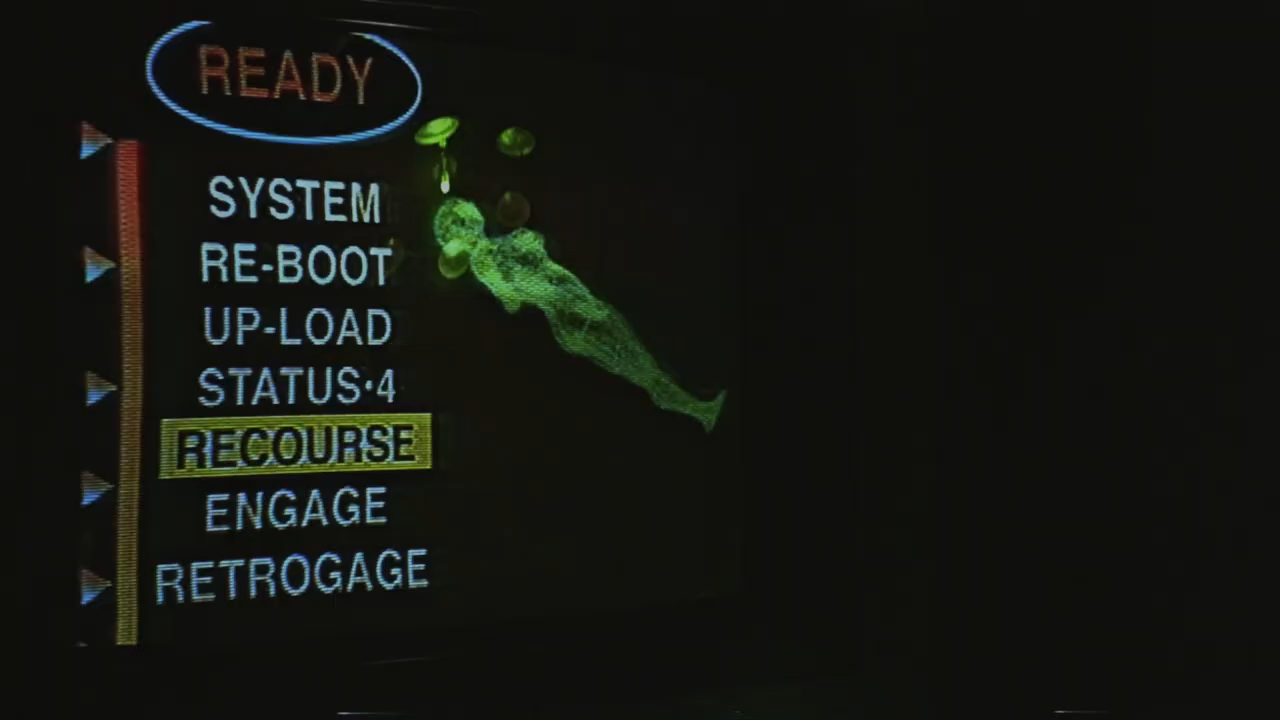 READY
SYSTEM
RE-BOOT
UP-LOAD
STATUS·4
RECOURSE
ENGAGE
RETROGAGE